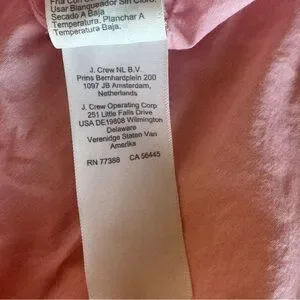 Usar Blanqueador Sin Cloro.
Secado A Baja
Temperatura. Planchar A
Temperatura Baja.
J. Crew NL B.V.
Prins Bernhardplein 200
1097 JB Amsterdam,
Netherlands
J. Crew Operating Corp
251 Little Falls Drive
USA DE19808 Wilmington
Delaware
Verenidge Staten Van
Amerika
RN 77388 CA 56445